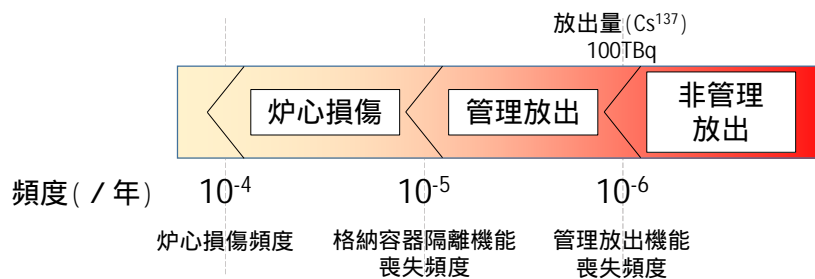 放出量(Cs¹³⁷)
100TBq
炉心損傷
管理放出
非管理
放出
頻度( / 年)
10⁻⁴
10⁻⁵
10⁻⁶
炉心損傷頻度
格納容器隔離機能
喪失頻度
管理放出機能
喪失頻度